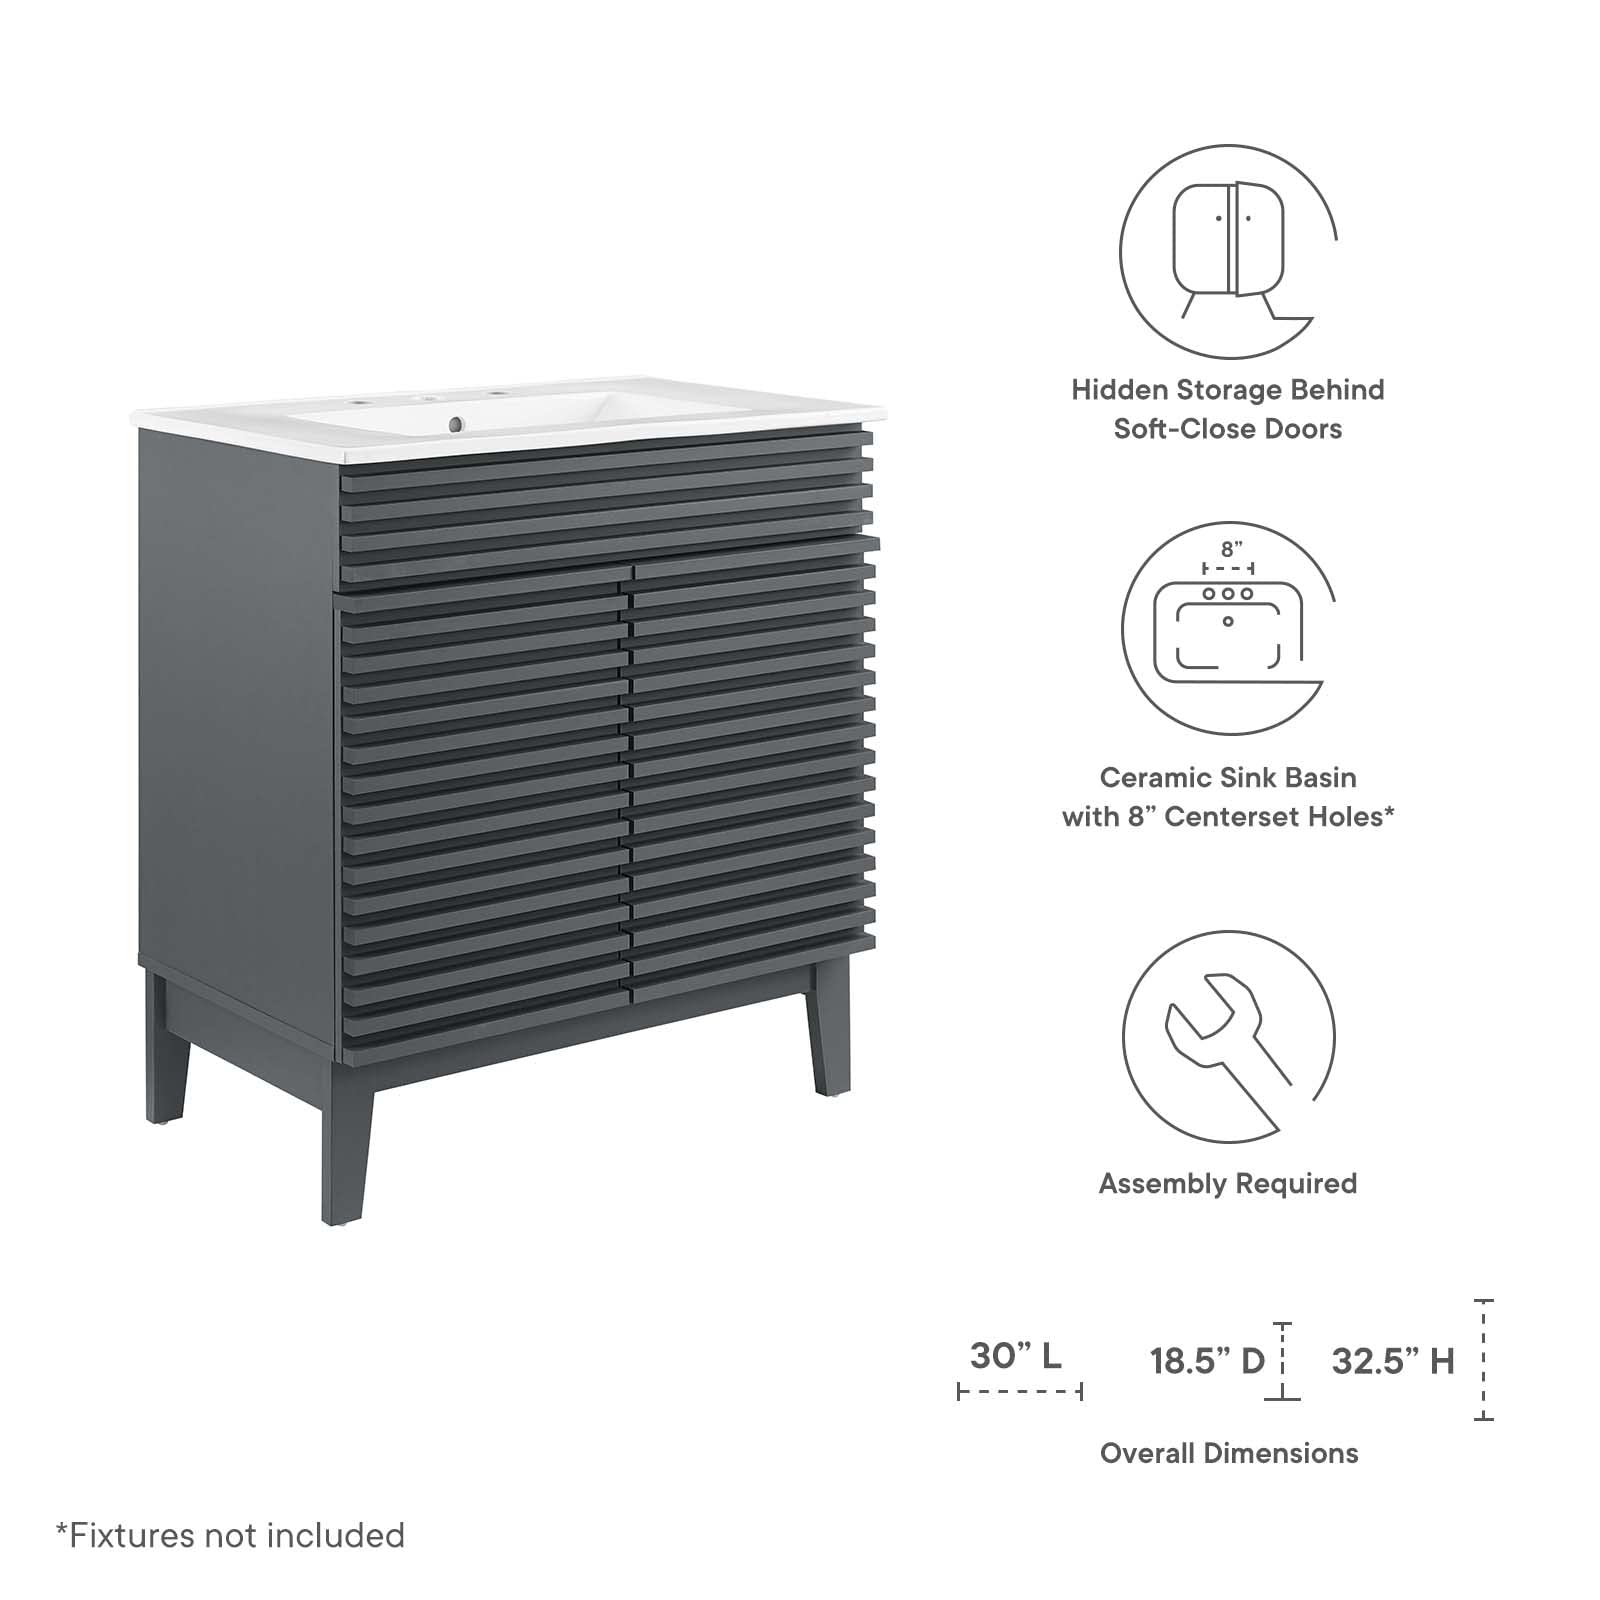 Hidden Storage Behind
Soft-Close Doors
8”
Ceramic Sink Basin
with 8” Centerset Holes*
Assembly Required
30” L
18.5” D
32.5” H
Overall Dimensions
*Fixtures not included